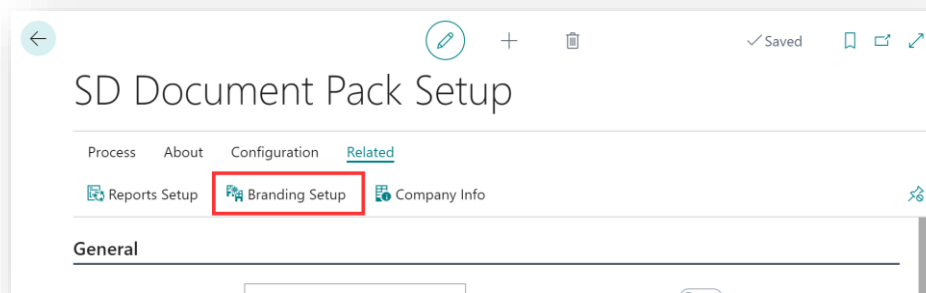 Saved
SD Document Pack Setup
Process About Configuration Related
Reports Setup Branding Setup Company Info
General